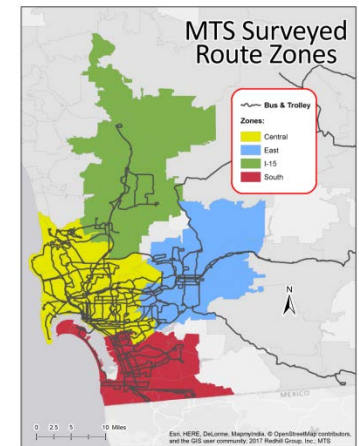 MTS Surveyed
Route Zones
Bus & Trolley
Zones:
Central
East
I-15
South
N
MEXICO
0 2.5 5 10 Miles
Esri, HERE, DeLorme, MapmyIndia, © OpenStreetMap contributors,
and the GIS user community; 2017 Redhill Group, Inc.; MTS